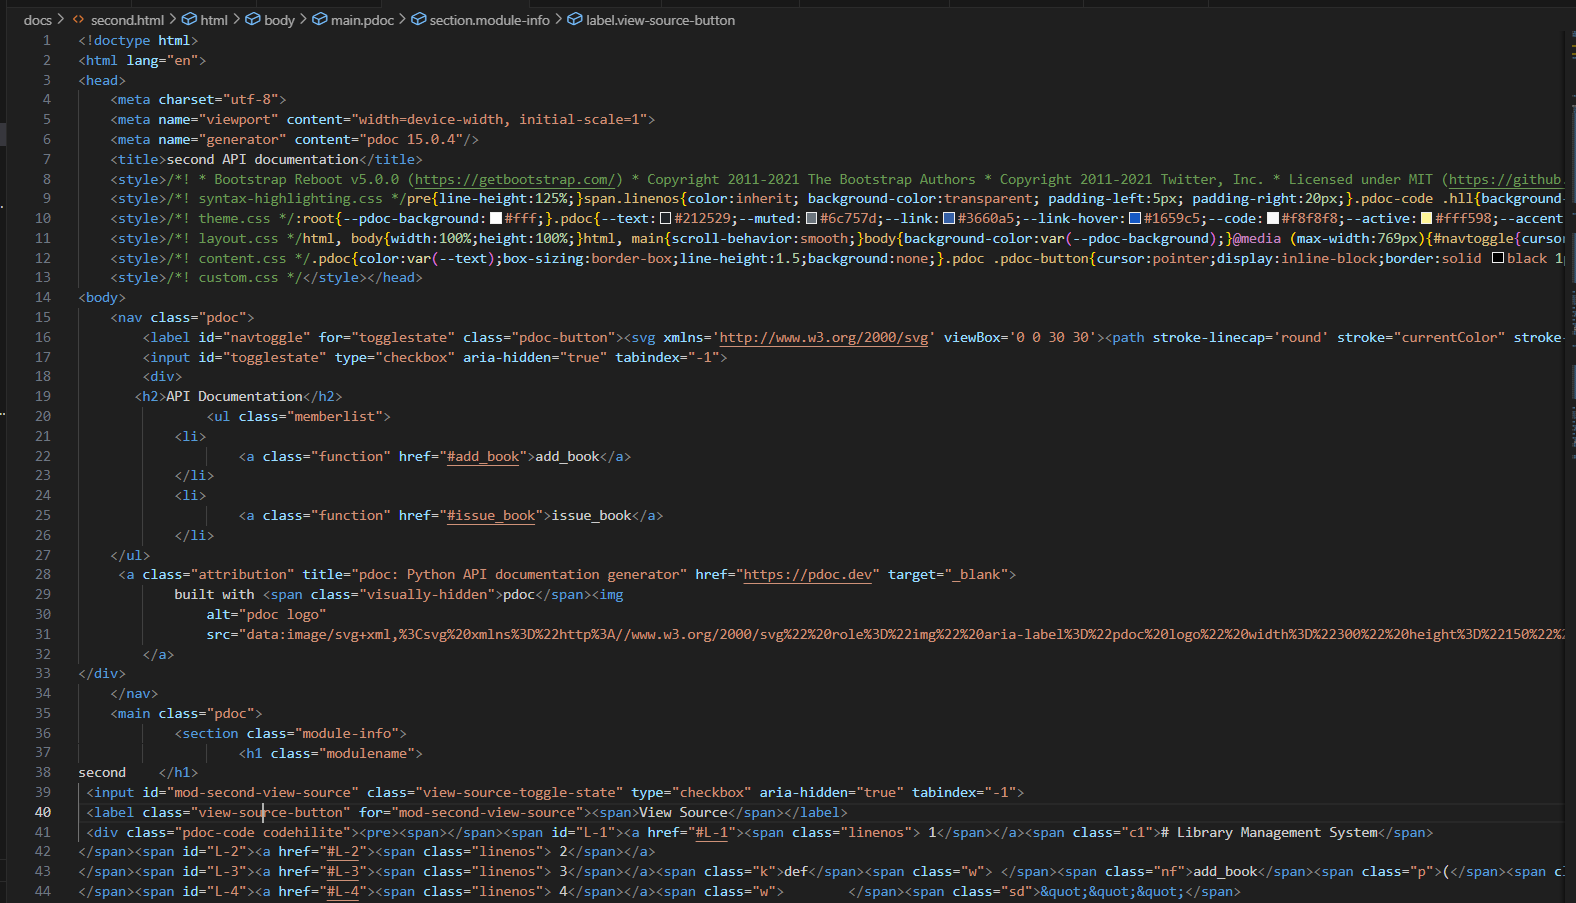 docs > <> second.html > html > body > main.pdoc > section.module-info > label.view-source-button
1 <!doctype html>
2 <html lang="en">
3 <head>
4 <meta charset="utf-8">
5 <meta name="viewport" content="width=device-width, initial-scale=1">
6 <meta name="generator" content="pdoc 15.0.4"/>
7 <title>second API documentation</title>
8 <style>/*! * Bootstrap Reboot v5.0.0 (https://getbootstrap.com/) * Copyright 2011-2021 The Bootstrap Authors * Copyright 2011-2021 Twitter, Inc. * Licensed under MIT (https://github.
9 <style>/*! syntax-highlighting.css */pre{line-height:125%;}span.linenos{color:inherit; background-color:transparent; padding-left:5px; padding-right:20px;}.pdoc-code .hll{background-
10 <style>/*! theme.css */:root{--pdoc-background:#fff;}.pdoc{--text:#212529;--muted:#6c757d;--link:#3660a5;--link-hover:#1659c5;--code:#f8f8f8;--active:#fff598;--accent
11 <style>/*! layout.css */html, body{width:100%;height:100%;}html, main{scroll-behavior:smooth;}body{background-color:var(--pdoc-background);}@media (max-width:769px){#navtoggle{cursor
12 <style>/*! content.css */.pdoc{color:var(--text);box-sizing:border-box;line-height:1.5;background:none;}.pdoc .pdoc-button{cursor:pointer;display:inline-block;border:solid black 1p
13 <style>/*! custom.css */</style></head>
14 <body>
15 <nav class="pdoc">
16 <label id="navtoggle" for="togglestate" class="pdoc-button"><svg xmlns='http://www.w3.org/2000/svg' viewBox='0 0 30 30'><path stroke-linecap='round' stroke="currentColor" stroke-
17 <input id="togglestate" type="checkbox" aria-hidden="true" tabindex="-1">
18 <div>
19 <h2>API Documentation</h2>
20 <ul class="memberlist">
21 <li>
22 <a class="function" href="#add_book">add_book</a>
23 </li>
24 <li>
25 <a class="function" href="#issue_book">issue_book</a>
26 </li>
27 </ul>
28 <a class="attribution" title="pdoc: Python API documentation generator" href="https://pdoc.dev" target="_blank">
29 built with <span class="visually-hidden">pdoc</span><img
30 alt="pdoc logo"
31 src="data:image/svg+xml,%3Csvg%20xmlns%3D%22http%3A//www.w3.org/2000/svg%22%20role%3D%22img%22%20aria-label%3D%22pdoc%20logo%22%20width%3D%22300%22%20height%3D%22150%22%2
32 </a>
33 </div>
34 </nav>
35 <main class="pdoc">
36 <section class="module-info">
37 <h1 class="modulename">
38 second </h1>
39 <input id="mod-second-view-source" class="view-source-toggle-state" type="checkbox" aria-hidden="true" tabindex="-1">
40 <label class="view-source-button" for="mod-second-view-source"><span>View Source</span></label>
41 <div class="pdoc-code codehilite"><pre><span></span><span id="L-1"><a href="#L-1"><span class="linenos"> 1</span></a><span class="c1"># Library Management System</span>
42 </span><span id="L-2"><a href="#L-2"><span class="linenos"> 2</span></a>
43 </span><span id="L-3"><a href="#L-3"><span class="linenos"> 3</span></a><span class="k">def</span><span class="w"> </span><span class="nf">add_book</span><span class="p">(</span><span cl
44 </span><span id="L-4"><a href="#L-4"><span class="linenos"> 4</span></a><span class="w"> </span><span class="sd">&quot;&quot;&quot;</span>